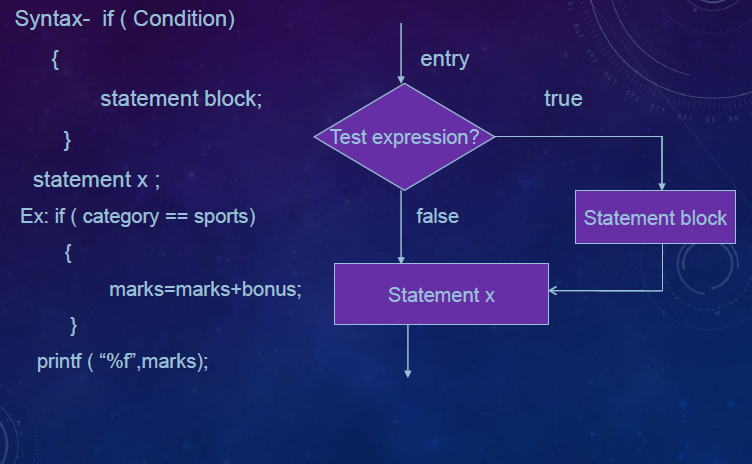 Syntax-  if ( Condition)
{
statement block;
}
statement x ;
Ex: if ( category == sports)
{
marks=marks+bonus;
}
printf ( “%f”,marks);
entry
true
Test expression?
false
Statement block
Statement x